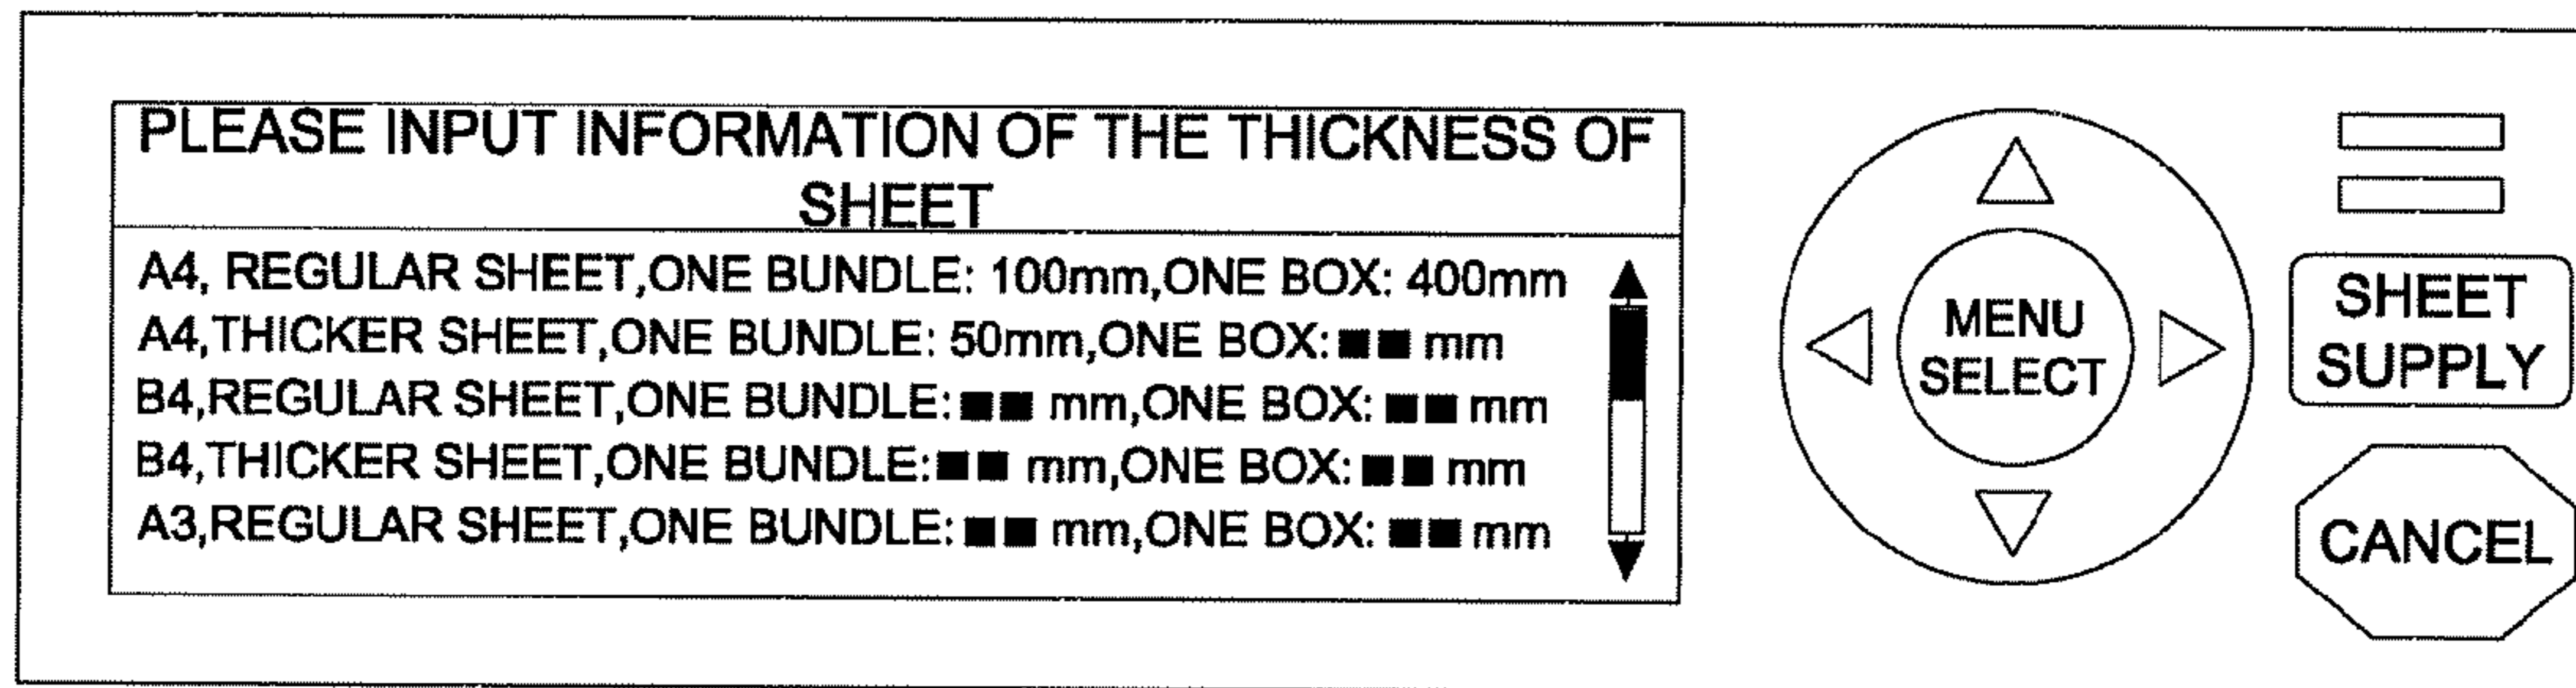 PLEASE INPUT INFORMATION OF THE THICKNESS OF
SHEET
A4, REGULAR SHEET,ONE BUNDLE: 100mm,ONE BOX: 400mm
A4,THICKER SHEET,ONE BUNDLE: 50mm,ONE BOX:■■ mm
B4,REGULAR SHEET,ONE BUNDLE:■■ mm,ONE BOX: ■■ mm
B4,THICKER SHEET,ONE BUNDLE:■■ mm,ONE BOX: ■■ mm
A3,REGULAR SHEET,ONE BUNDLE: ■■ mm,ONE BOX: ■■ mm
MENU
SELECT
SHEET
SUPPLY
CANCEL